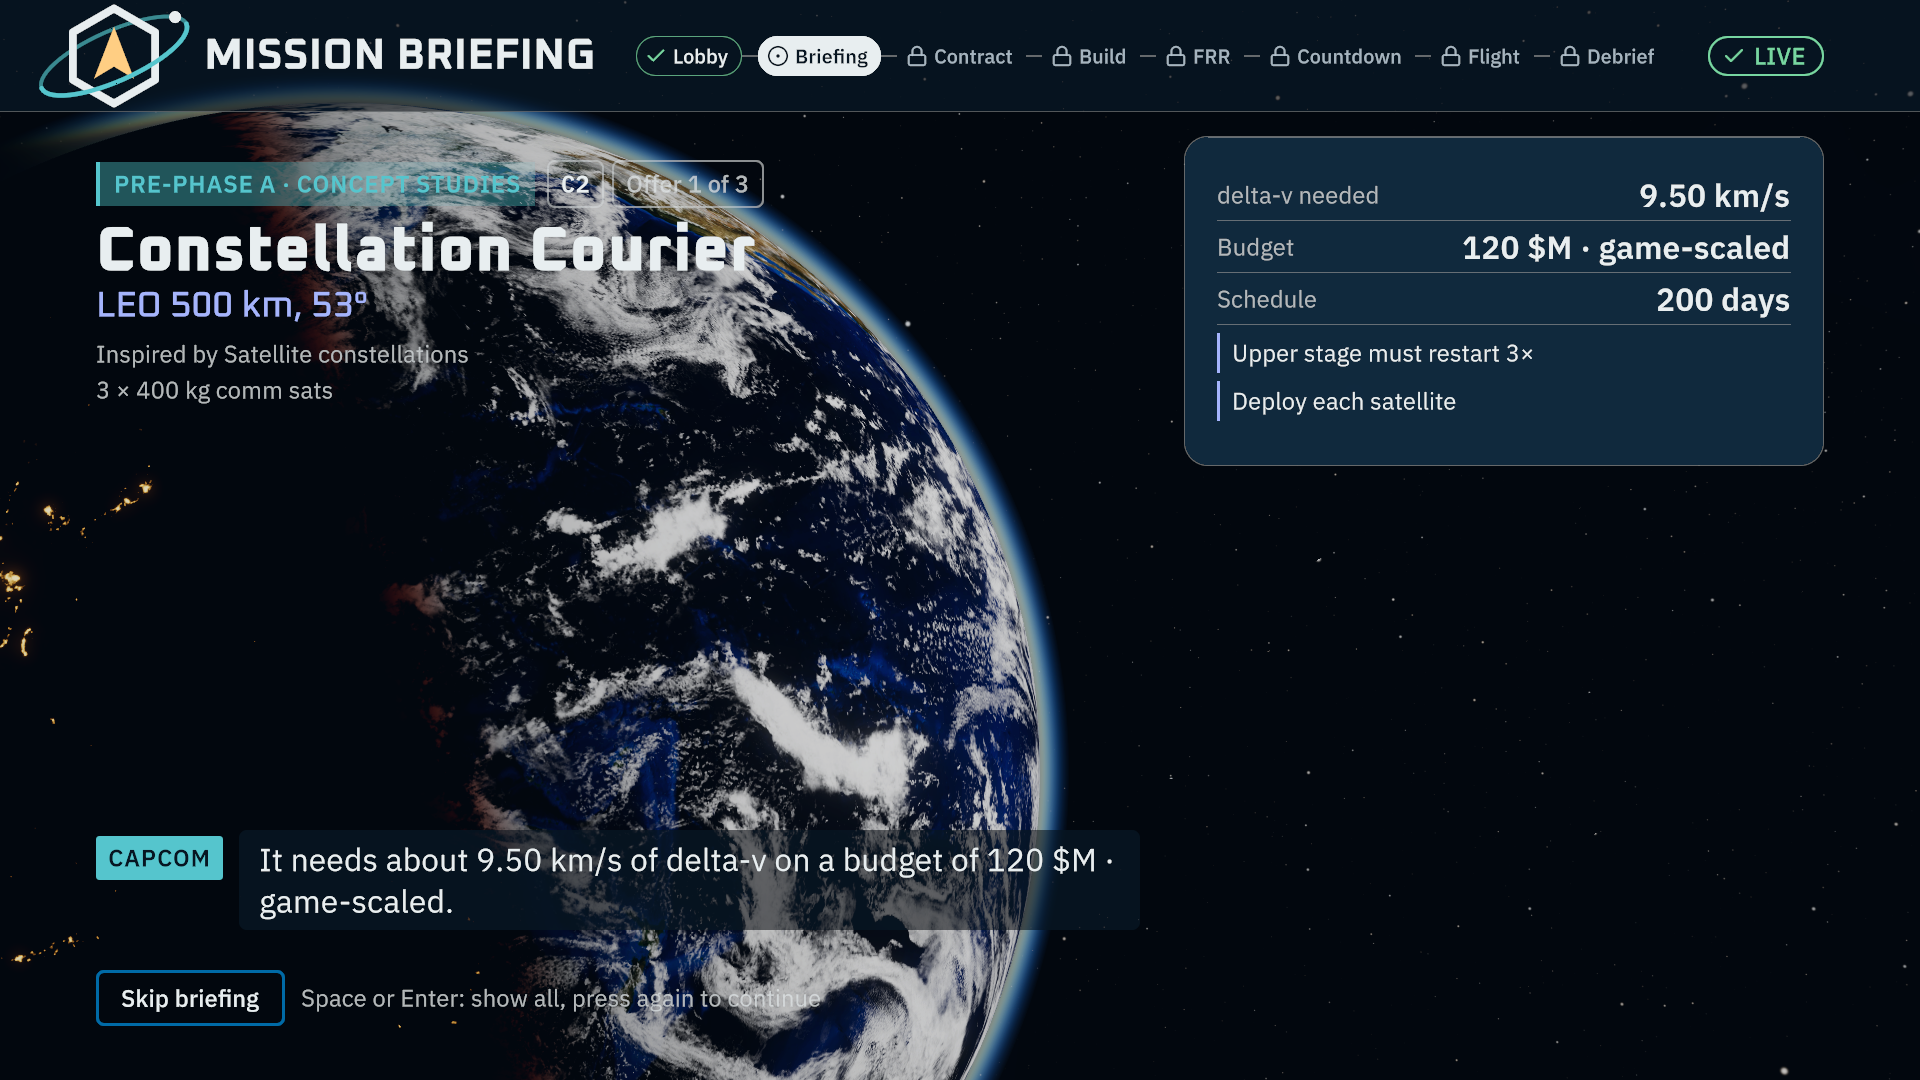 MISSION BRIEFING
Lobby
Briefing
Contract
Build
FRR
Countdown
Flight
Debrief
LIVE
PRE-PHASE A · CONCEPT STUDIES
C2
Offer 1 of 3
Constellation Courier
LEO 500 km, 53º
Inspired by Satellite constellations
3 × 400 kg comm sats
delta-v needed 9.50 km/s
Budget 120 $M · game-scaled
Schedule 200 days
Upper stage must restart 3×
Deploy each satellite
CAPCOM
It needs about 9.50 km/s of delta-v on a budget of 120 $M ·
game-scaled.
Skip briefing
Space or Enter: show all, press again to continue